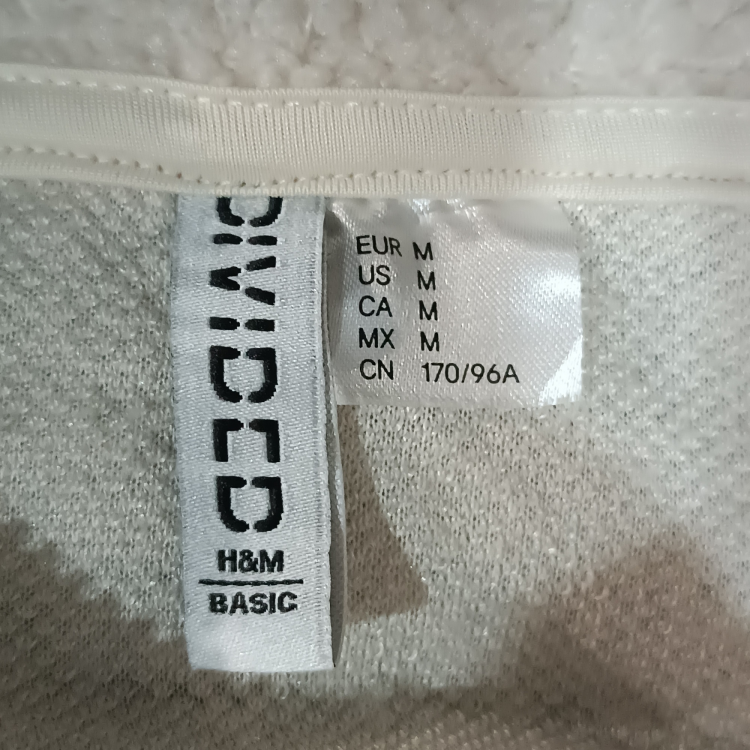 DIVIDED
H&M
BASIC
EUR M
US M
CA M
MX M
CN 170/96A